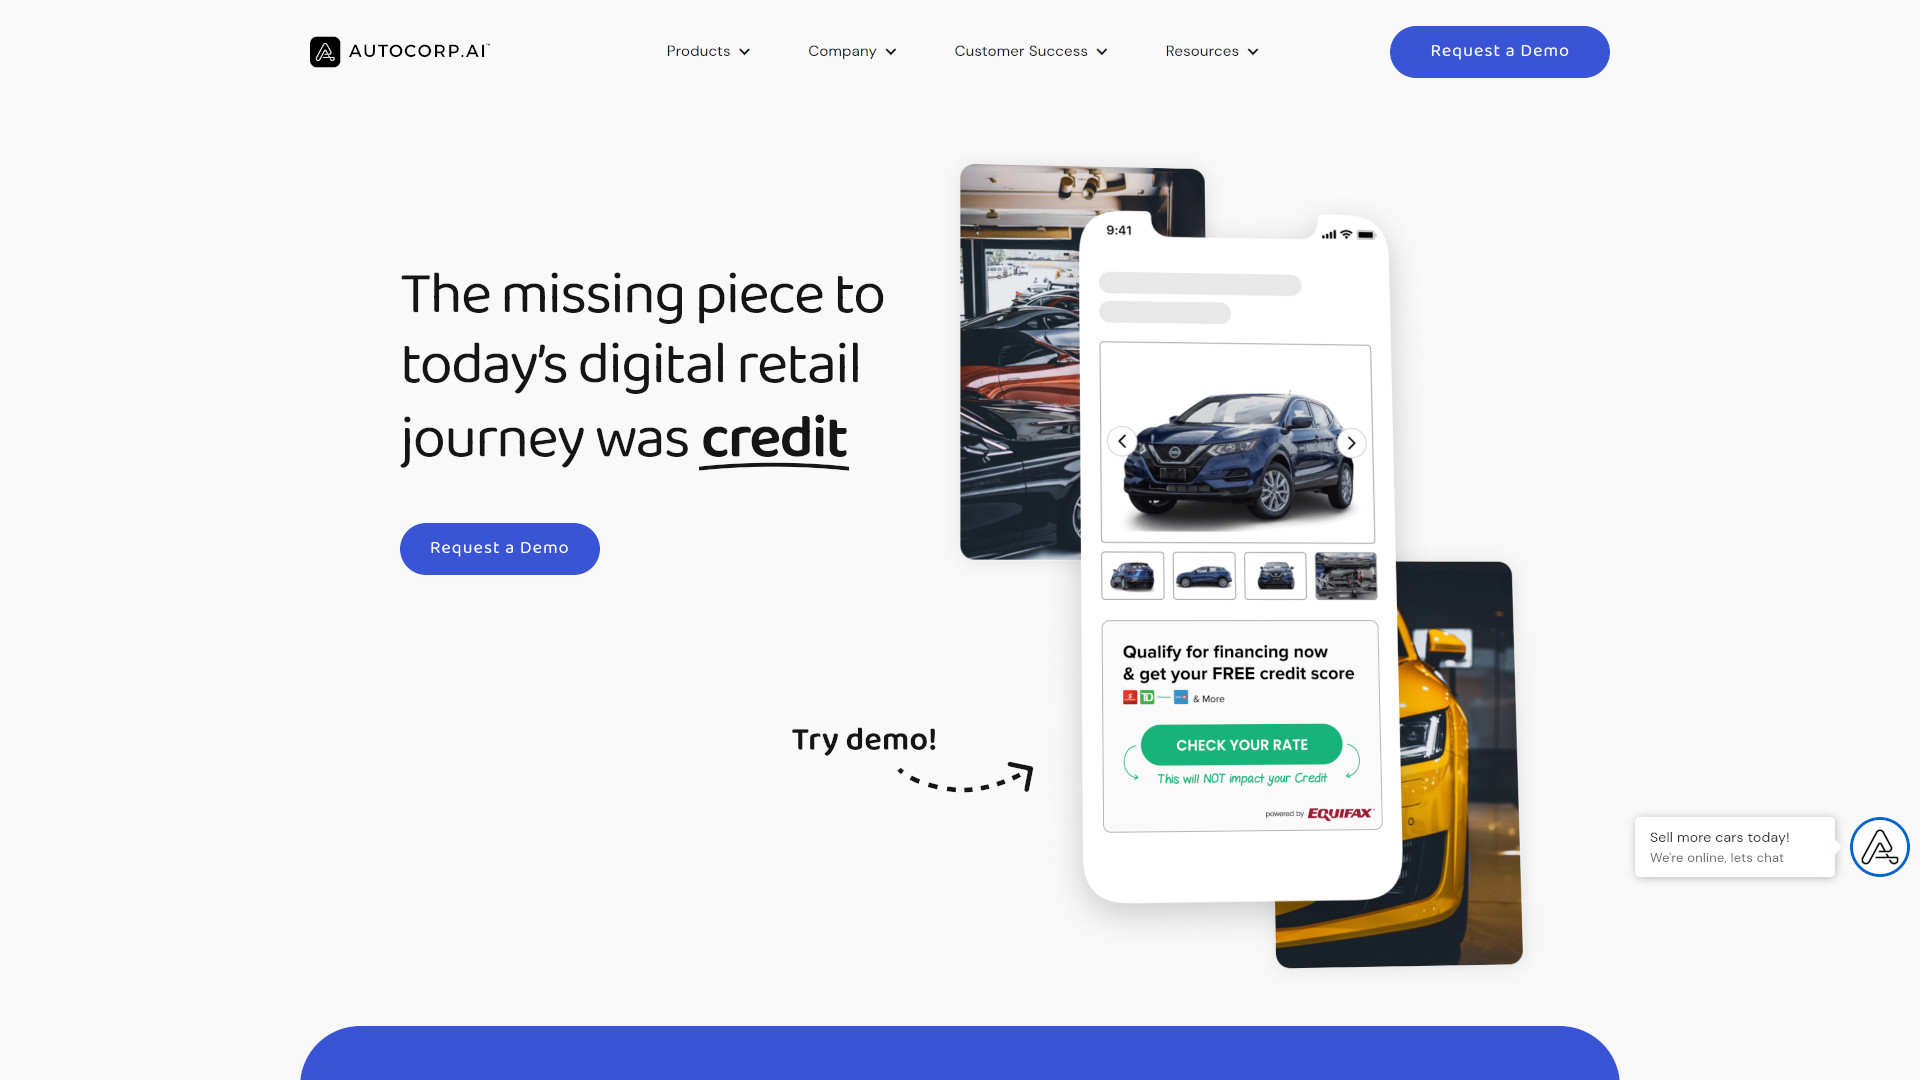 AUTOCORP.AI
Products
Company
Customer Success
Resources
Request a Demo
The missing piece to
today's digital retail
journey was credit
Request a Demo
Try demo!
9:41
Qualify for financing now
& get your FREE credit score
TD
& More
CHECK YOUR RATE
This will NOT impact your Credit
powered by EQUIFAX
Sell more cars today!
We're online, lets chat